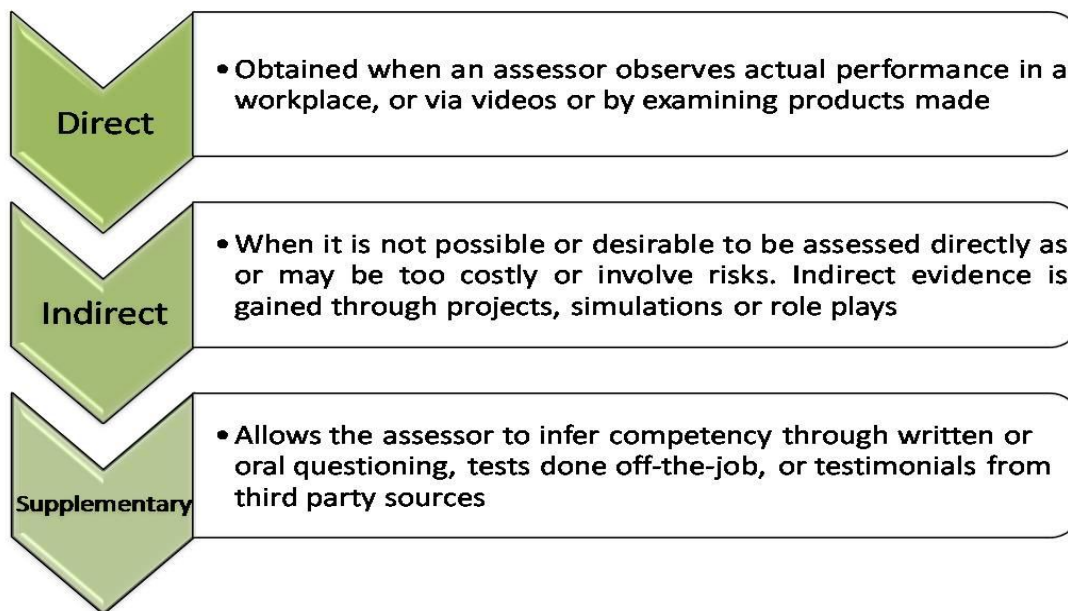 Direct
• Obtained when an assessor observes actual performance in a
workplace, or via videos or by examining products made
Indirect
• When it is not possible or desirable to be assessed directly as
or may be too costly or involve risks. Indirect evidence is
gained through projects, simulations or role plays
Supplementary
• Allows the assessor to infer competency through written or
oral questioning, tests done off-the-job, or testimonials from
third party sources